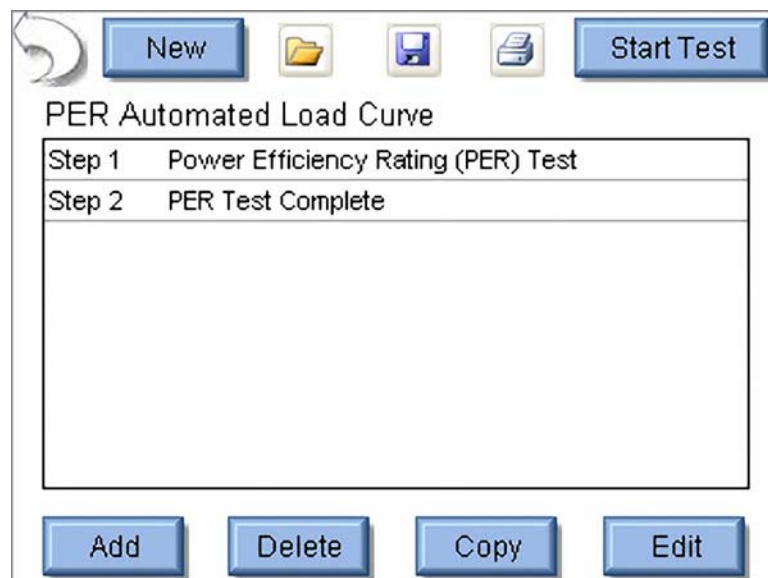 New Start Test
PER Automated Load Curve
Step 1 Power Efficiency Rating (PER) Test
Step 2 PER Test Complete
Add Delete Copy Edit